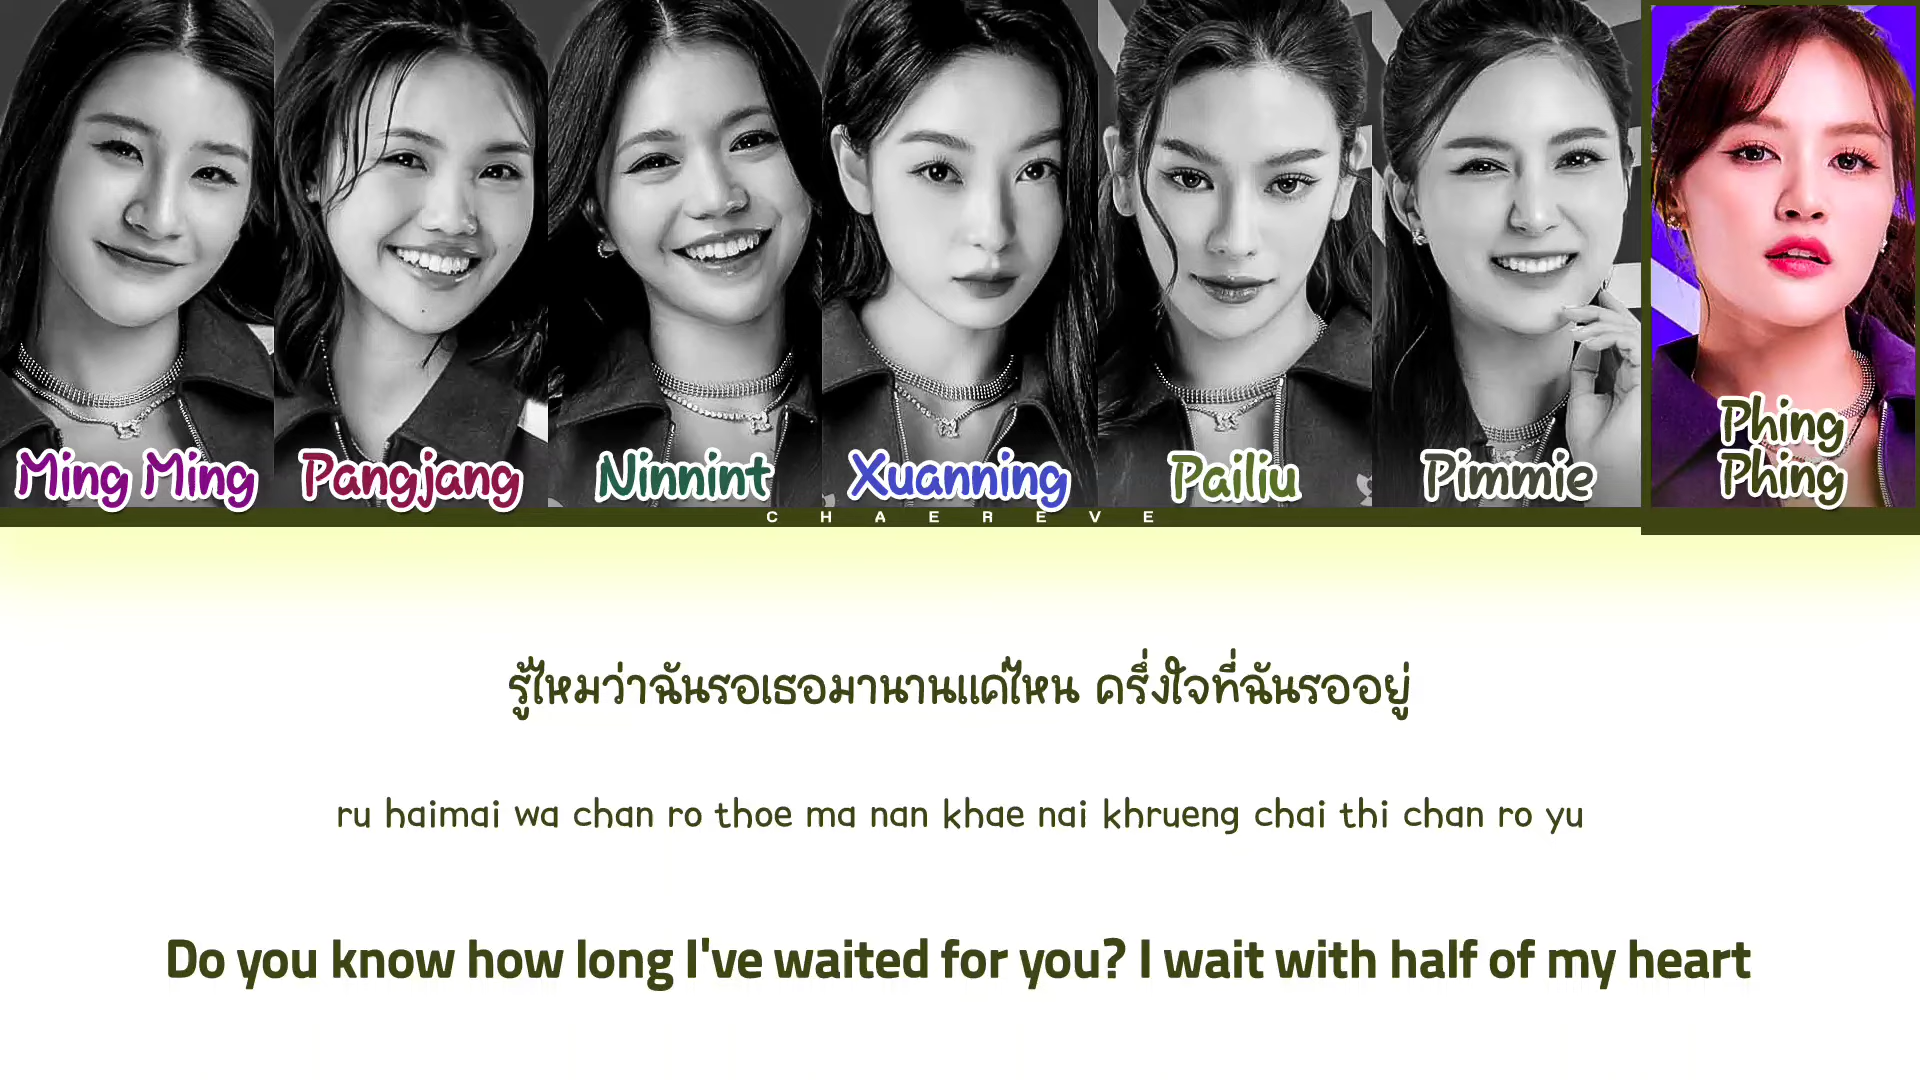 Ming Ming
Pangjang
Ninnint
Xuanning
Pailiu
Pimmie
Phing
Phing
CHAEREVE
รู้ไหมว่าฉันรอเธอมานานแค่ไหน ครึ่งใจที่ฉันรออยู่
ru haimai wa chan ro thoe ma nan khae nai khrueng chai thi chan ro yu
Do you know how long I've waited for you? I wait with half of my heart